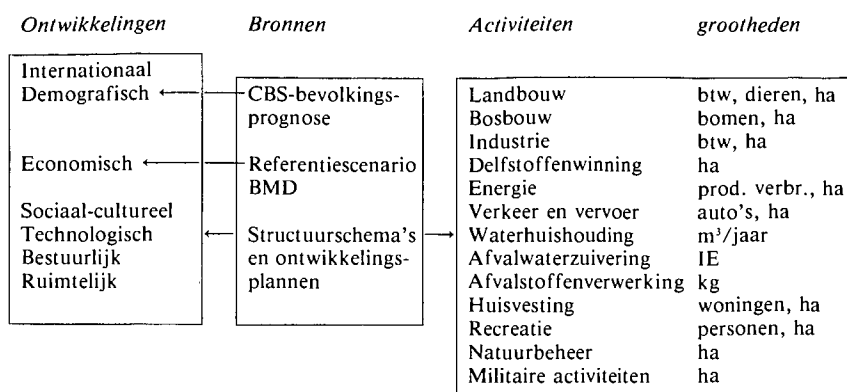 Ontwikkelingen Bronnen Activiteiten grootheden
Internationaal
Demografisch CBS-bevolkings-
prognose
Economisch Referentiescenario
BMD
Sociaal-cultureel
Technologisch Structuurschema's
Bestuurlijk en ontwikkelings-
Ruimtelijk plannen
Landbouw btw, dieren, ha
Bosbouw bomen, ha
Industrie btw, ha
Delfstoffenwinning ha
Energie prod. verbr., ha
Verkeer en vervoer auto's, ha
Waterhuishouding m³/jaar
Afvalwaterzuivering IE
Afvalstoffenverwerking kg
Huisvesting woningen, ha
Recreatie personen, ha
Natuurbeheer ha
Militaire activiteiten ha